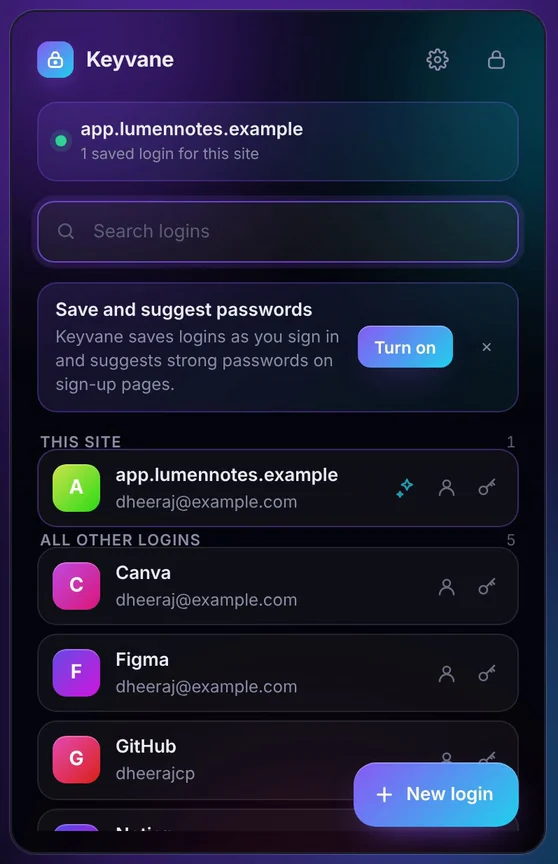 Keyvane
app.lumennotes.example
1 saved login for this site
Search logins
Save and suggest passwords
Keyvane saves logins as you sign in
and suggests strong passwords on
sign-up pages.
Turn on
×
THIS SITE 1
A
app.lumennotes.example
dheeraj@example.com
ALL OTHER LOGINS 5
C
Canva
dheeraj@example.com
F
Figma
dheeraj@example.com
G
GitHub
dheerajcp
+ New login